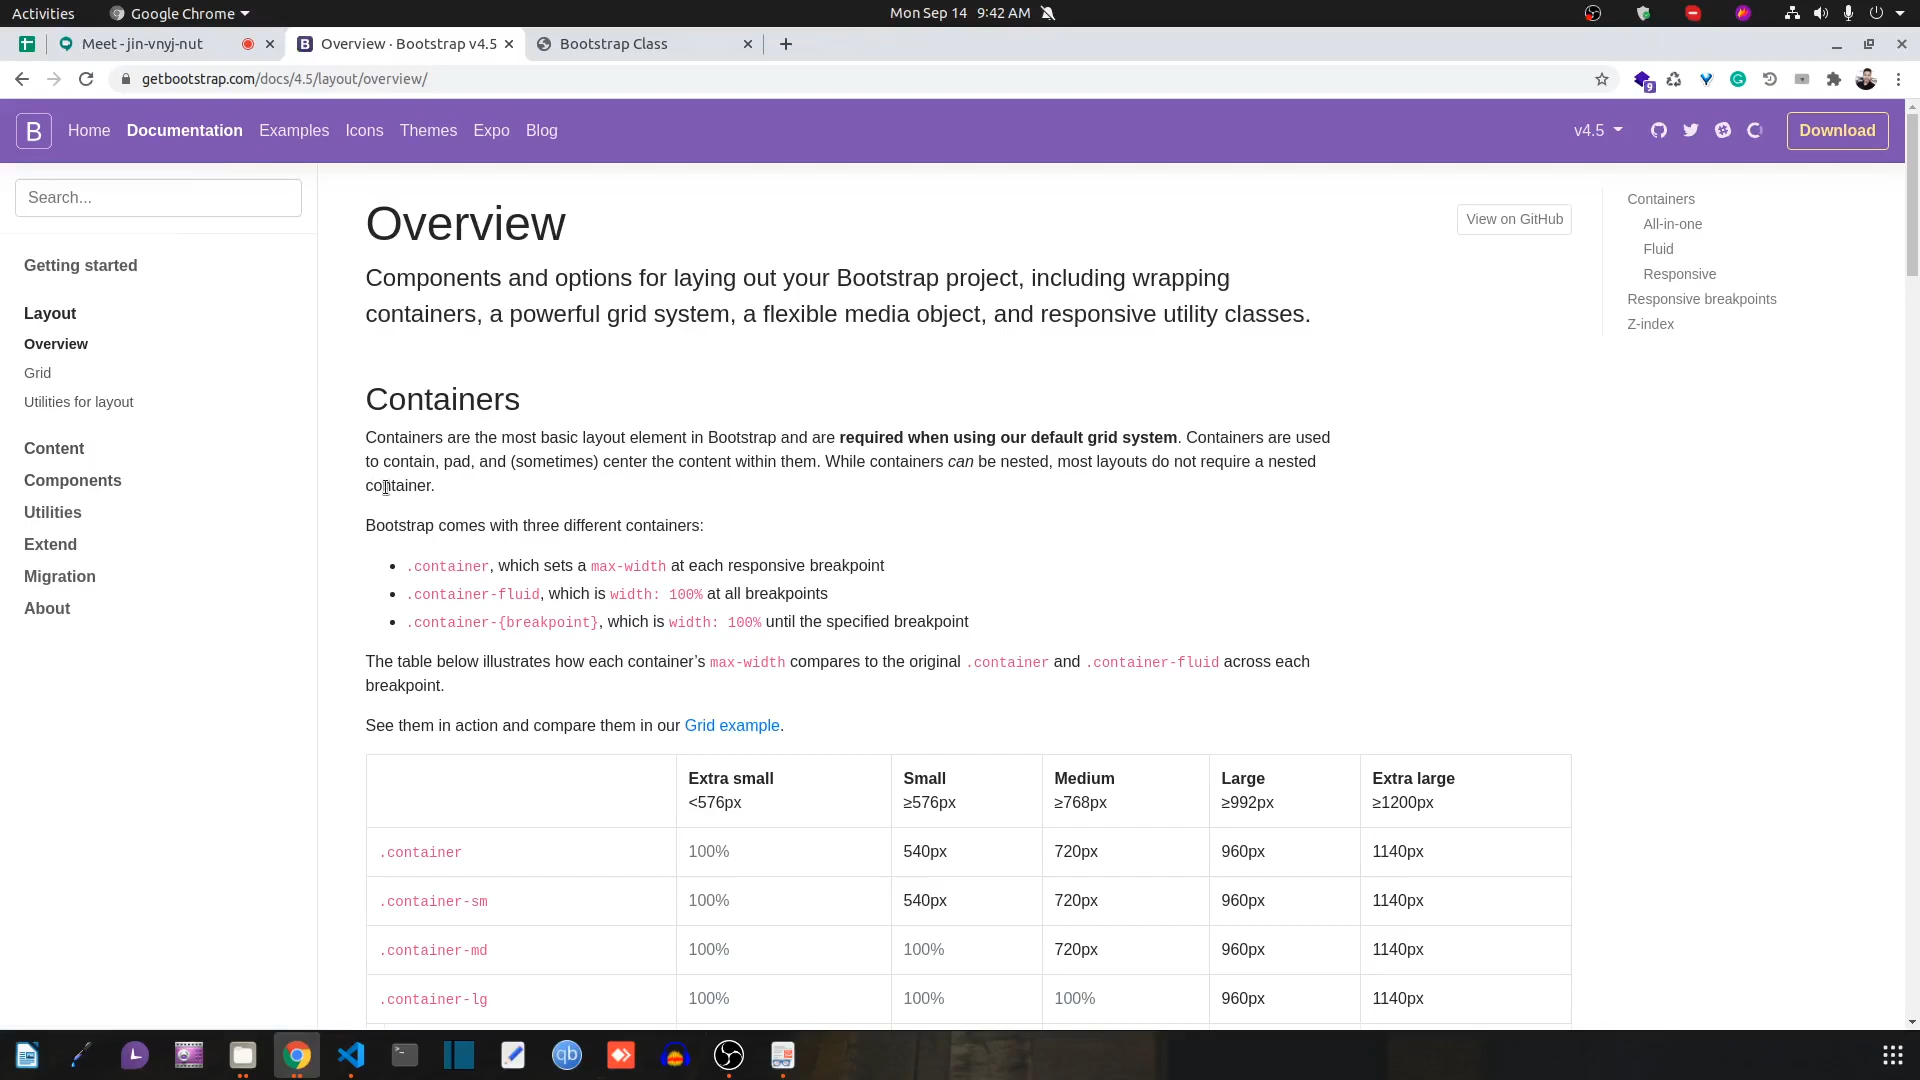 Activities
Google Chrome
Mon Sep 14 9:42 AM
Meet - jin-vnyj-nut
B
Overview · Bootstrap v4.5
Bootstrap Class
getbootstrap.com/docs/4.5/layout/overview/
9
B
Home
Documentation
Examples
Icons
Themes
Expo
Blog
v4.5
Download
Search...
Getting started
Layout
Overview
Grid
Utilities for layout
Content
Components
Utilities
Extend
Migration
About
Overview
View on GitHub
Components and options for laying out your Bootstrap project, including wrapping
containers, a powerful grid system, a flexible media object, and responsive utility classes.
Containers
Containers are the most basic layout element in Bootstrap and are required when using our default grid system. Containers are used
to contain, pad, and (sometimes) center the content within them. While containers can be nested, most layouts do not require a nested
container.
Bootstrap comes with three different containers:
.container, which sets a max-width at each responsive breakpoint
.container-fluid, which is width: 100% at all breakpoints
.container-{breakpoint}, which is width: 100% until the specified breakpoint
The table below illustrates how each container’s max-width compares to the original .container and .container-fluid across each
breakpoint.
See them in action and compare them in our Grid example.
Extra small Small Medium Large Extra large
<576px ≥576px ≥768px ≥992px ≥1200px
.container 100% 540px 720px 960px 1140px
.container-sm 100% 540px 720px 960px 1140px
.container-md 100% 100% 720px 960px 1140px
.container-lg 100% 100% 100% 960px 1140px
Containers
All-in-one
Fluid
Responsive
Responsive breakpoints
Z-index
qb